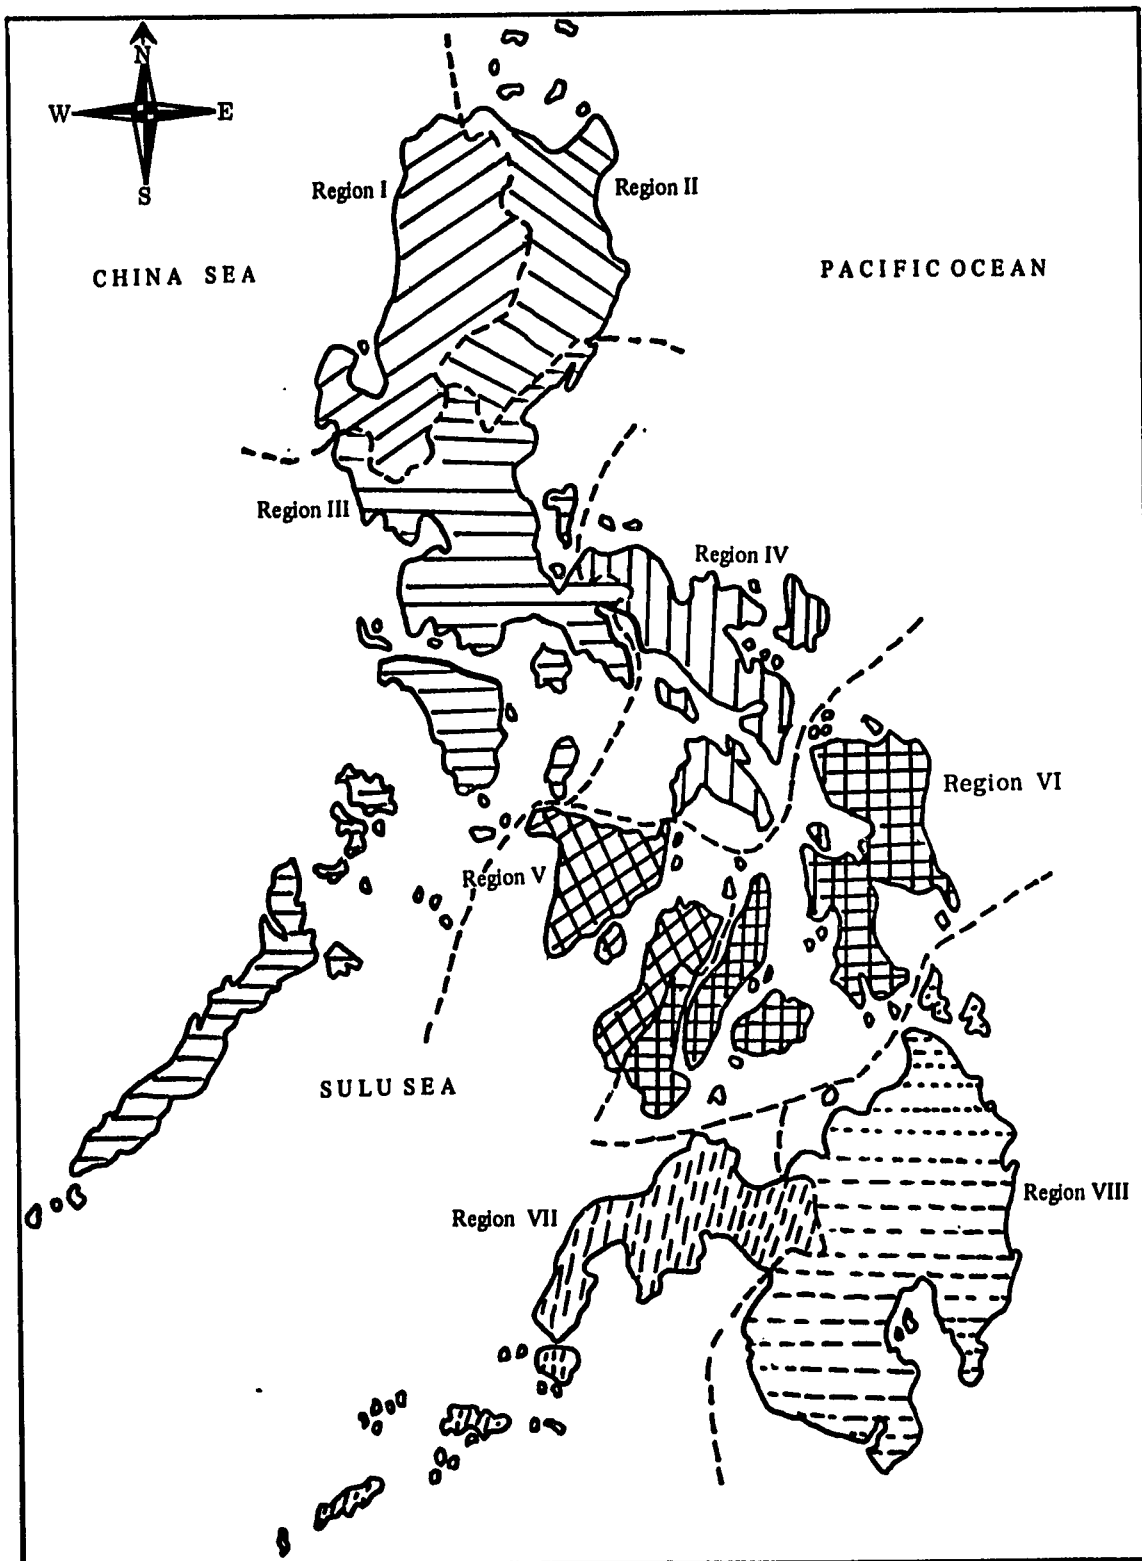 N
W E
S
Region I
Region II
CHINA SEA
PACIFIC OCEAN
Region III
Region IV
Region VI
Region V
SULU SEA
Region VII
Region VIII